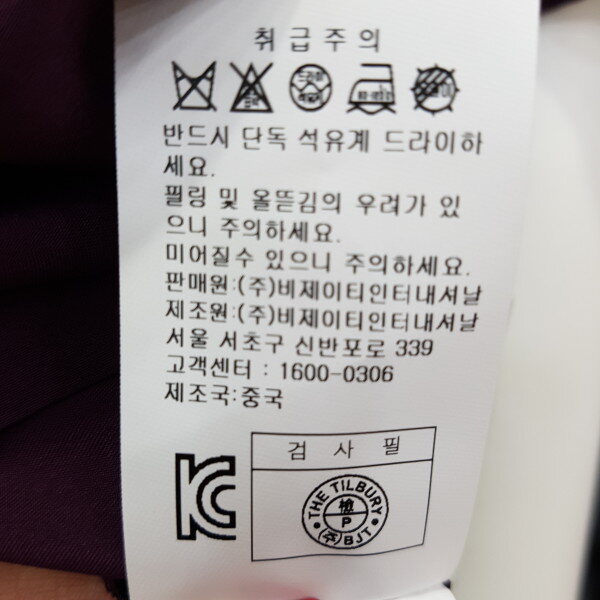 취급주의
반드시 단독 석유계 드라이하
세요.
필링 및 올뜯김의 우려가 있
으니 주의하세요.
미어질수 있으니 주의하세요.
판매원:(주)비제이티인터내셔날
제조원:(주)비제이티인터내셔날
서울 서초구 신반포로 339
고객센터 : 1600-0306
제조국:중국
검 사 필
THE TILBURY
檢
P
(주)BJT